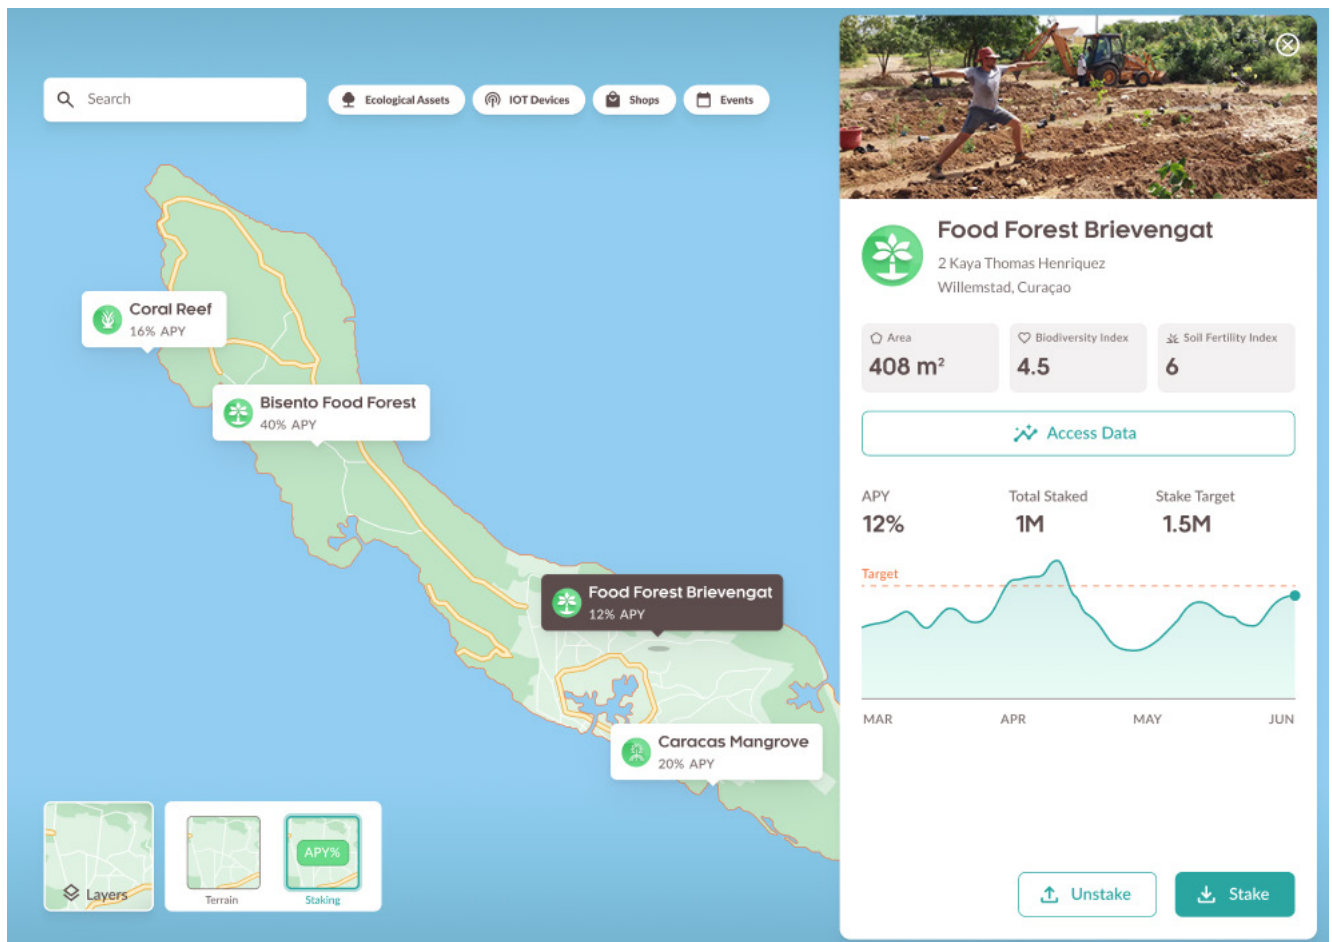 Search
Ecological Assets
IOT Devices
Shops
Events
Coral Reef
16% APY
Bisento Food Forest
40% APY
Food Forest Brievengat
12% APY
Caracas Mangrove
20% APY
Layers
Terrain
APY%
Staking
Food Forest Brievengat
2 Kaya Thomas Henriquez
Willemstad, Curaçao
Area
408 m²
Biodiversity Index
4.5
Soil Fertility Index
6
Access Data
APY
12%
Total Staked
1M
Stake Target
1.5M
Target
MAR APR MAY JUN
Unstake
Stake